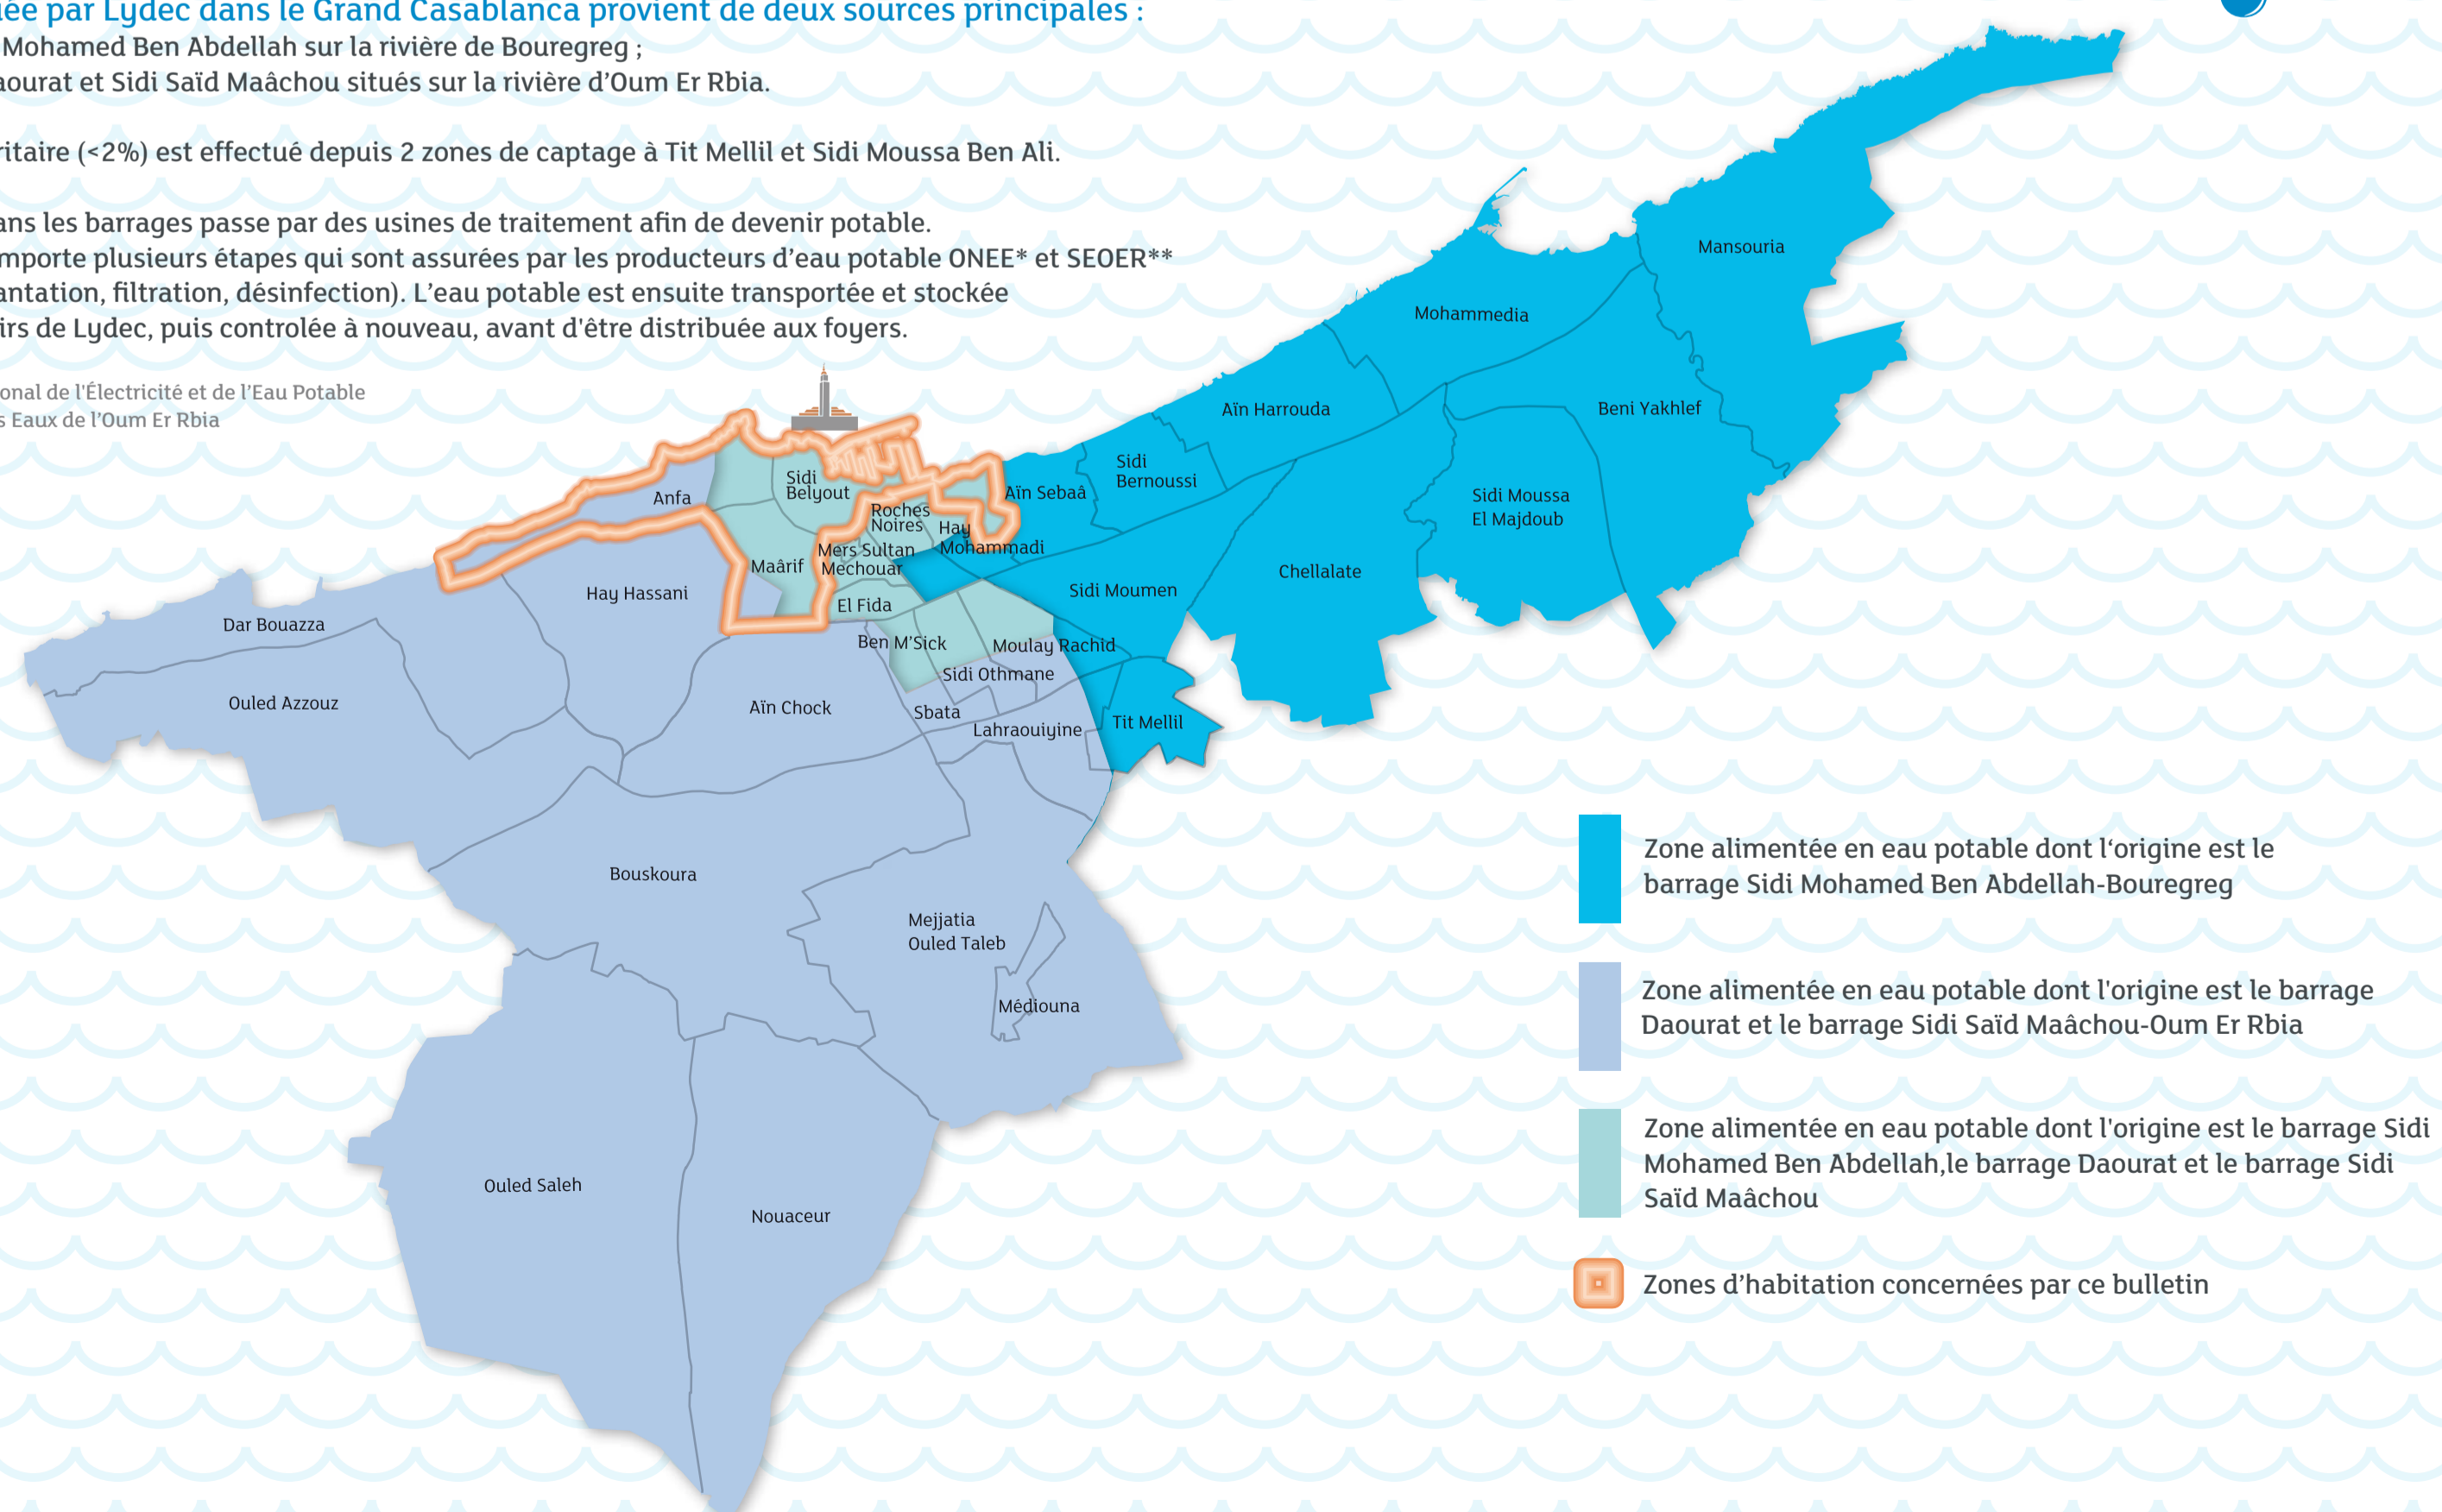 ée par Lydec dans le Grand Casablanca provient de deux sources principales :
Mohamed Ben Abdellah sur la rivière de Bouregreg ;
aourat et Sidi Saïd Maâchou situés sur la rivière d’Oum Er Rbia.
ritaire (<2%) est effectué depuis 2 zones de captage à Tit Mellil et Sidi Moussa Ben Ali.
ans les barrages passe par des usines de traitement afin de devenir potable.
mporte plusieurs étapes qui sont assurées par les producteurs d’eau potable ONEE* et SEOER**
antation, filtration, désinfection). L’eau potable est ensuite transportée et stockée
irs de Lydec, puis controlée à nouveau, avant d'être distribuée aux foyers.
onal de l'Électricité et de l’Eau Potable
s Eaux de l’Oum Er Rbia
Mansouria
Mohammedia
Aïn Harrouda
Beni Yakhlef
Sidi
Bernoussi
Aïn Sebaâ
Sidi Moussa
El Majdoub
Anfa
Sidi
Belyout
Roches
Noires
Hay
Mohammadi
Mers Sultan
Mechouar
Maârif
Chellalate
Sidi Moumen
Hay Hassani
El Fida
Dar Bouazza
Ben M’Sick
Moulay Rachid
Sidi Othmane
Ouled Azzouz
Aïn Chock
Sbata
Lahraouiyine
Tit Mellil
Bouskoura
Mejjatia
Ouled Taleb
Médiouna
Ouled Saleh
Nouaceur
Zone alimentée en eau potable dont l‘origine est le
barrage Sidi Mohamed Ben Abdellah-Bouregreg
Zone alimentée en eau potable dont l'origine est le barrage
Daourat et le barrage Sidi Saïd Maâchou-Oum Er Rbia
Zone alimentée en eau potable dont l'origine est le barrage Sidi
Mohamed Ben Abdellah,le barrage Daourat et le barrage Sidi
Saïd Maâchou
Zones d’habitation concernées par ce bulletin